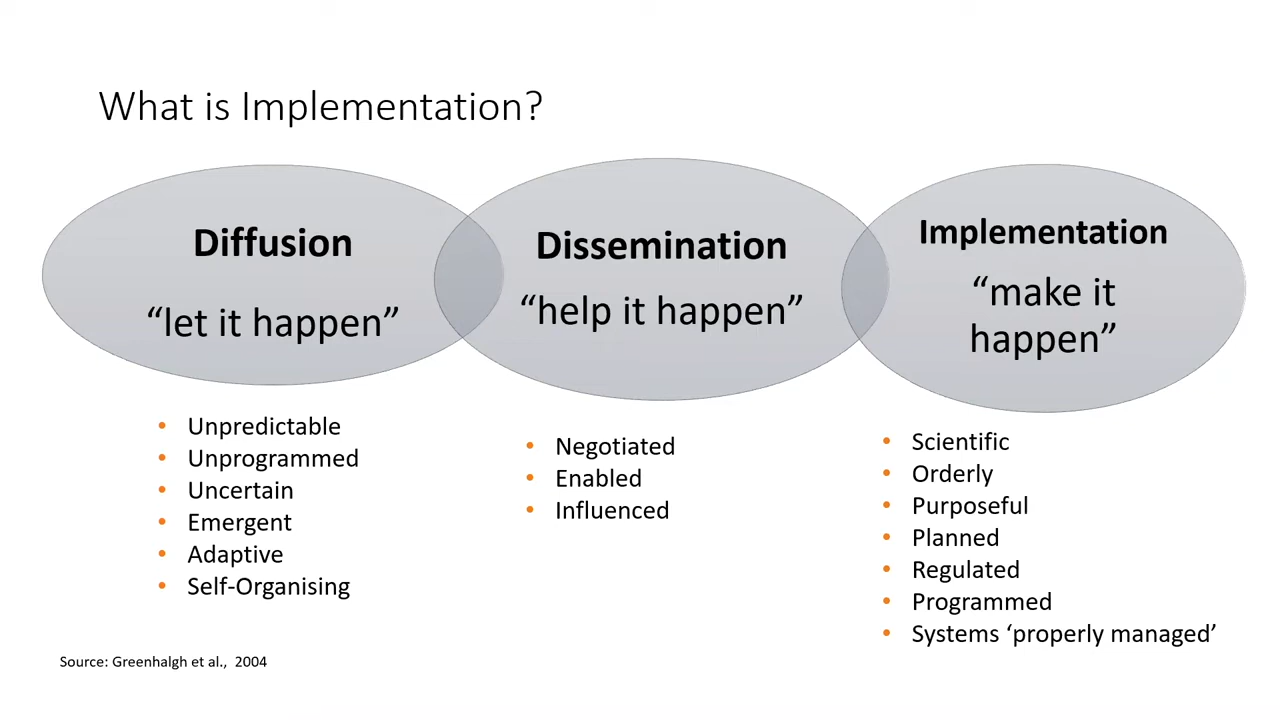 What is Implementation?
Diffusion
“let it happen”
Unpredictable
Unprogrammed
Uncertain
Emergent
Adaptive
Self-Organising
Dissemination
“help it happen”
Negotiated
Enabled
Influenced
Implementation
“make it
happen”
Scientific
Orderly
Purposeful
Planned
Regulated
Programmed
Systems ‘properly managed’
Source: Greenhalgh et al., 2004